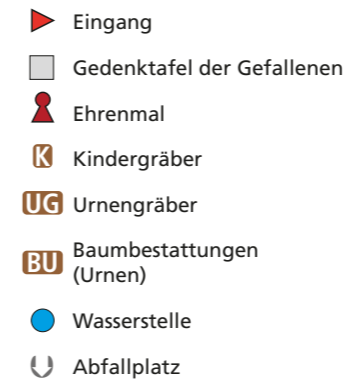 Eingang
Gedenktafel der Gefallenen
Ehrenmal
K Kindergräber
UG Urnengräber
BU Baumbestattungen
(Urnen)
Wasserstelle
Abfallplatz